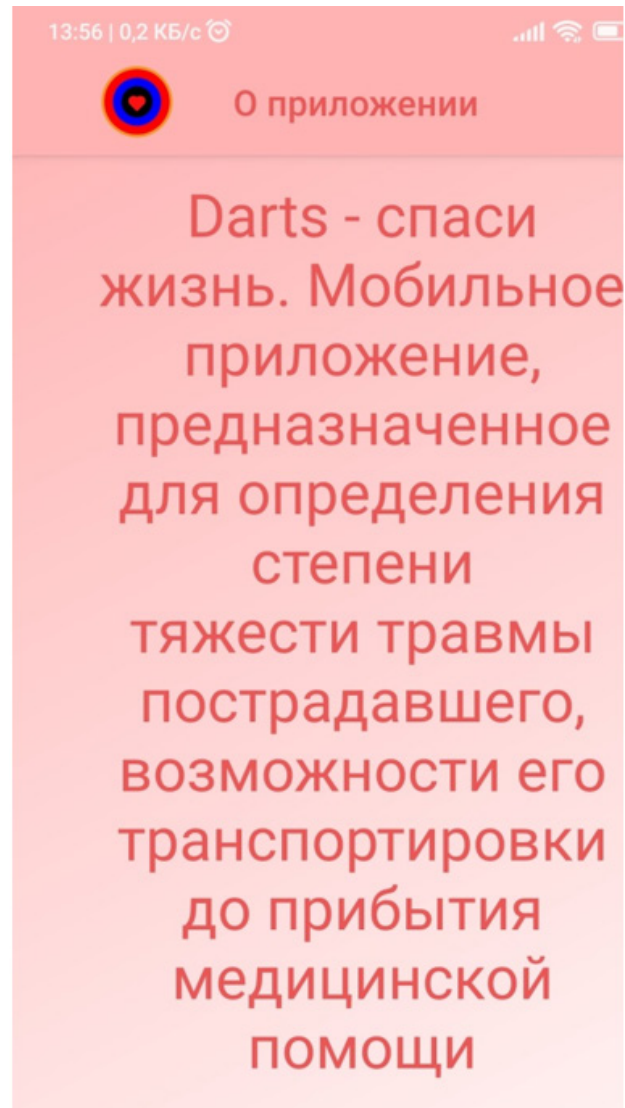 13:56 | 0,2 КБ/с
О приложении
Darts - спаси
жизнь. Мобильное
приложение,
предназначенное
для определения
степени
тяжести травмы
пострадавшего,
возможности его
транспортировки
до прибытия
медицинской
помощи